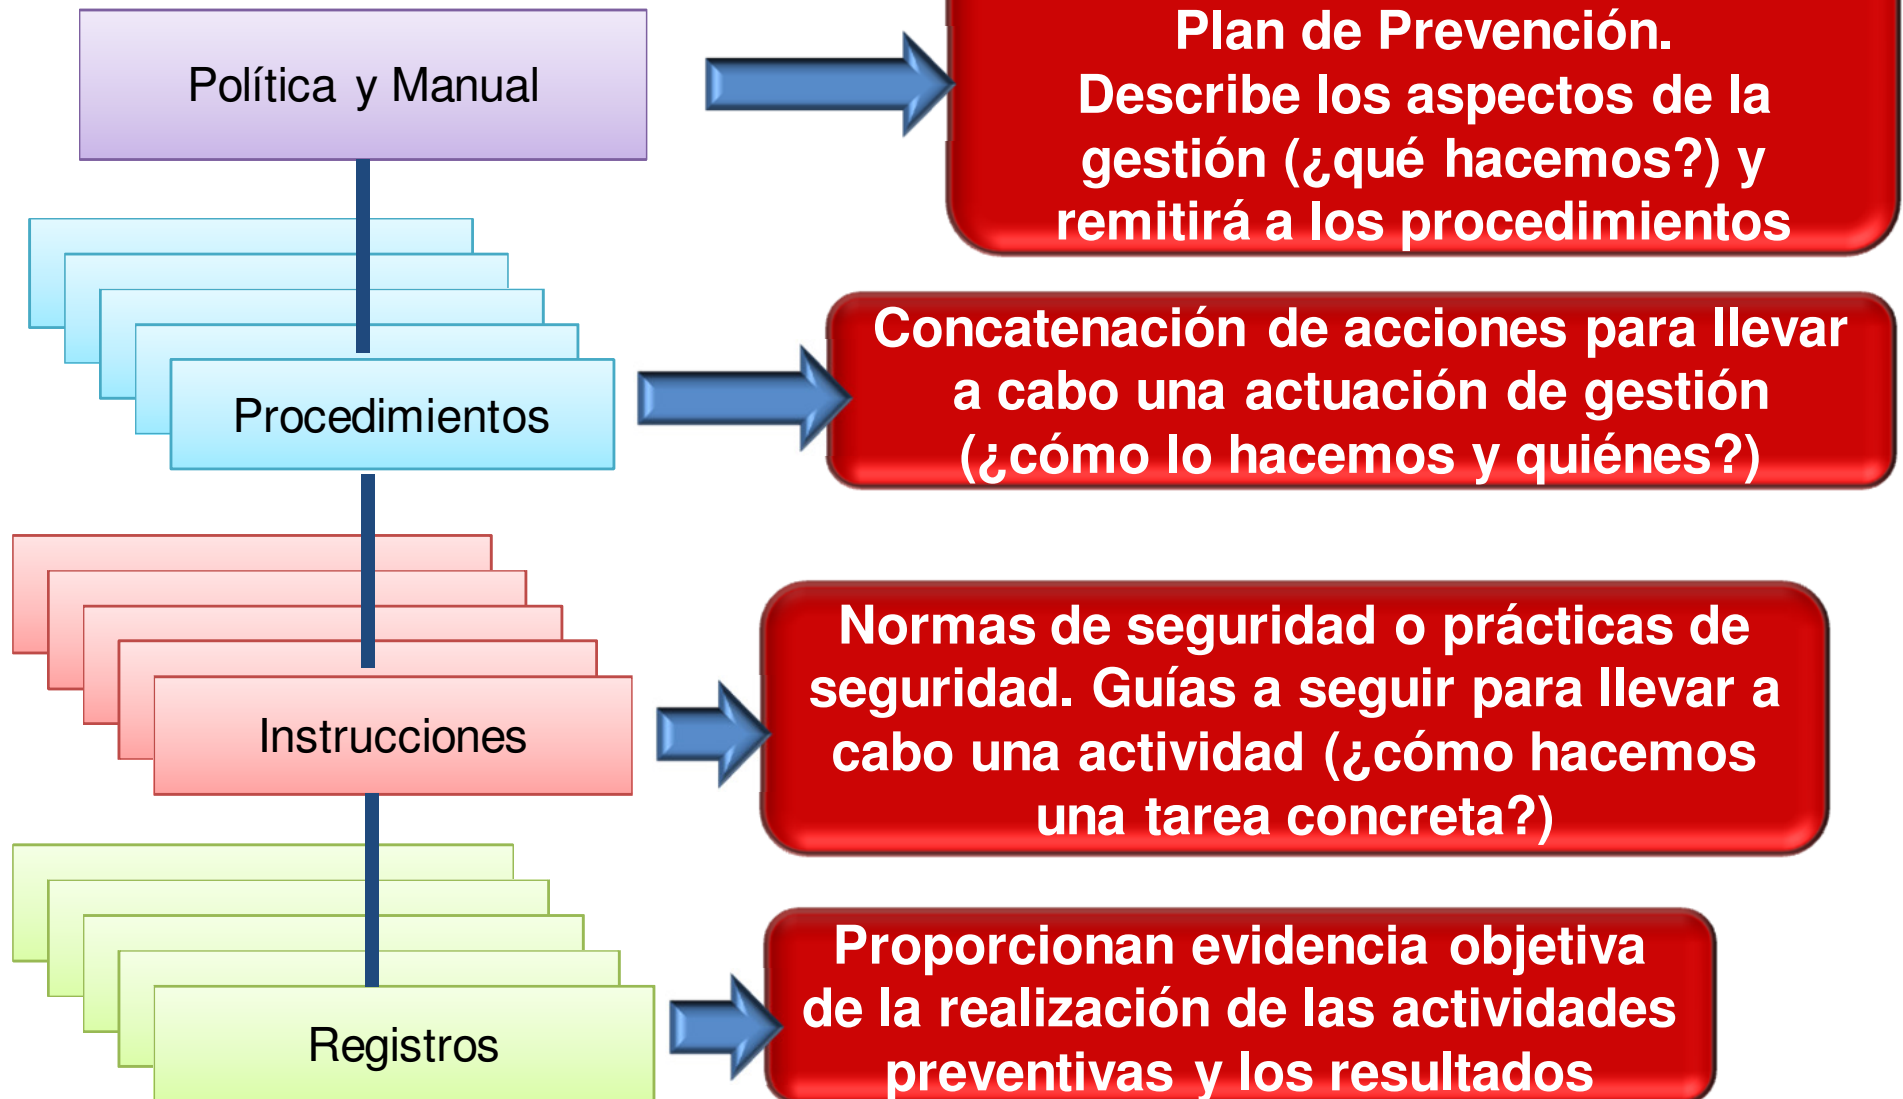 Política y Manual
Plan de Prevención.
Describe los aspectos de la
gestión (¿qué hacemos?) y
remitirá a los procedimientos
Procedimientos
Concatenación de acciones para llevar
a cabo una actuación de gestión
(¿cómo lo hacemos y quiénes?)
Instrucciones
Normas de seguridad o prácticas de
seguridad. Guías a seguir para llevar a
cabo una actividad (¿cómo hacemos
una tarea concreta?)
Registros
Proporcionan evidencia objetiva
de la realización de las actividades
preventivas y los resultados